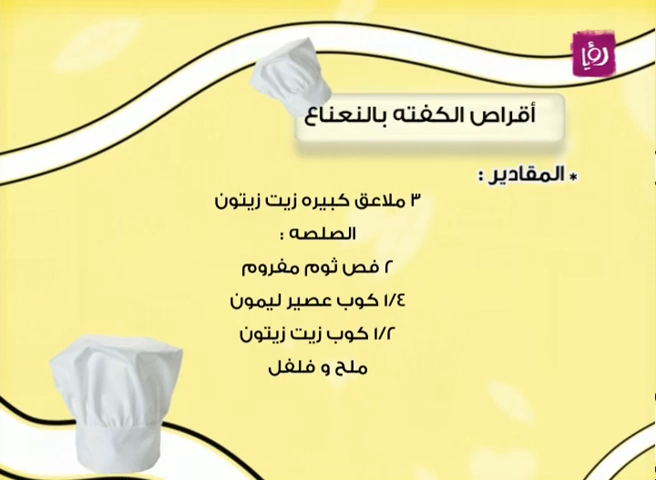 رؤيا
أقراص الكفته بالنعناع
* المقادير :
٣ ملاعق كبيره زيت زيتون
الصلصه :
٢ فص ثوم مفروم
١/٤ كوب عصير ليمون
١/٢ كوب زيت زيتون
ملح و فلفل